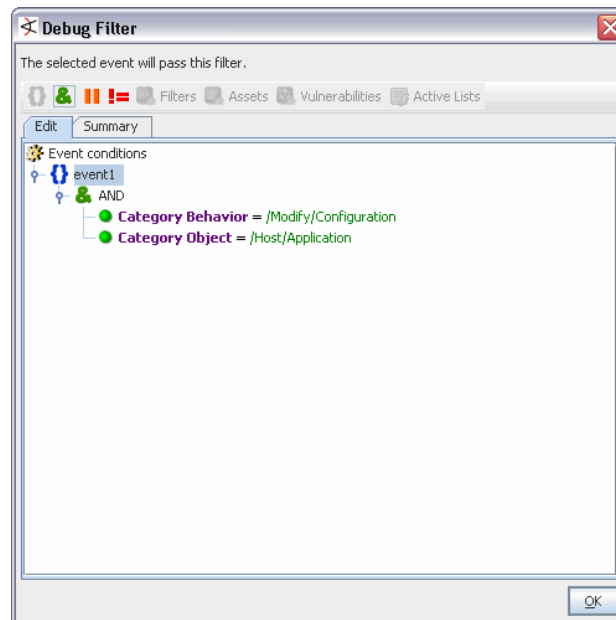 Debug Filter
The selected event will pass this filter.
{} & || != Filters Assets Vulnerabilities Active Lists
Edit Summary
Event conditions
{} event1
& AND
Category Behavior = /Modify/Configuration
Category Object = /Host/Application
OK